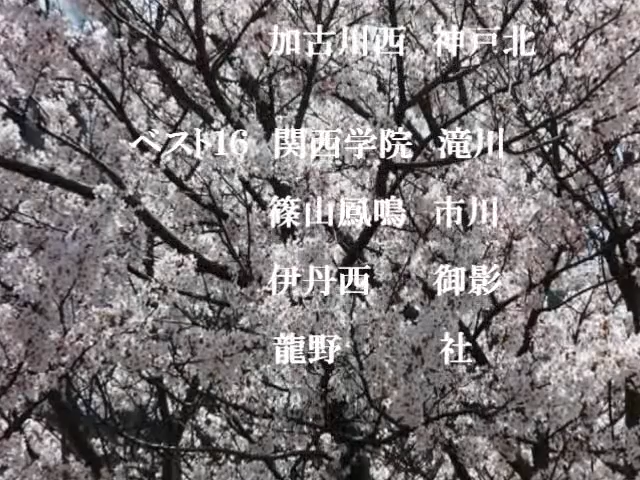 加古川西 神戸北
ベスト16 関西学院 滝川
篠山鳳鳴 市川
伊丹西 御影
龍野 社